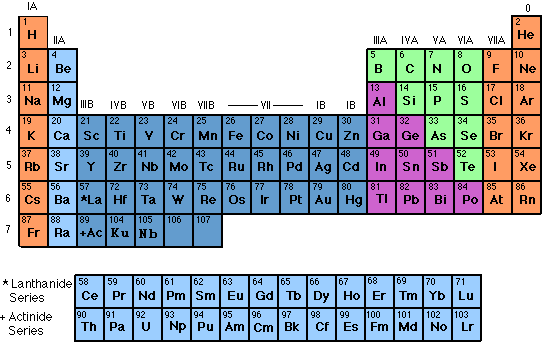 IA 0
1 1 H 2 He
IIA IIIA IVA VA VIA VIIA
2 3 Li 4 Be 5 B 6 C 7 N 8 O 9 F 10 Ne
3 11 Na 12 Mg 13 Al 14 Si 15 P 16 S 17 Cl 18 Ar
IIIB IVB VB VIB VIIB VII IB IB
4 19 K 20 Ca 21 Sc 22 Ti 23 V 24 Cr 25 Mn 26 Fe 27 Co 28 Ni 29 Cu 30 Zn 31 Ga 32 Ge 33 As 34 Se 35 Br 36 Kr
5 37 Rb 38 Sr 39 Y 40 Zr 41 Nb 42 Mo 43 Tc 44 Ru 45 Rh 46 Pd 47 Ag 48 Cd 49 In 50 Sn 51 Sb 52 Te 53 I 54 Xe
6 55 Cs 56 Ba 57 *La 72 Hf 73 Ta 74 W 75 Re 76 Os 77 Ir 78 Pt 79 Au 80 Hg 81 Tl 82 Pb 83 Bi 84 Po 85 At 86 Rn
7 87 Fr 88 Ra 89 +Ac 104 Ku 105 Nb 106 107
* Lanthanide 58 Ce 59 Pr 60 Nd 61 Pm 62 Sm 63 Eu 64 Gd 65 Tb 66 Dy 67 Ho 68 Er 69 Tm 70 Yb 71 Lu
Series
+ Actinide 90 Th 91 Pa 92 U 93 Np 94 Pu 95 Am 96 Cm 97 Bk 98 Cf 99 Es 100 Fm 101 Md 102 No 103 Lr
Series